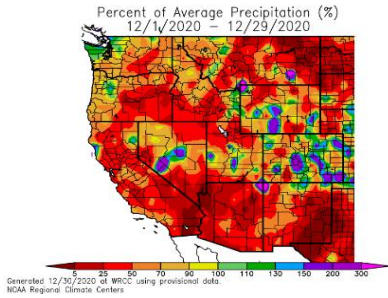 Percent of Average Precipitation (%)
12/1/2020 – 12/29/2020
5 25 50 70 90 100 110 130 150 200 300
Generated 12/30/2020 at WRCC using provisional data.
NOAA Regional Climate Centers